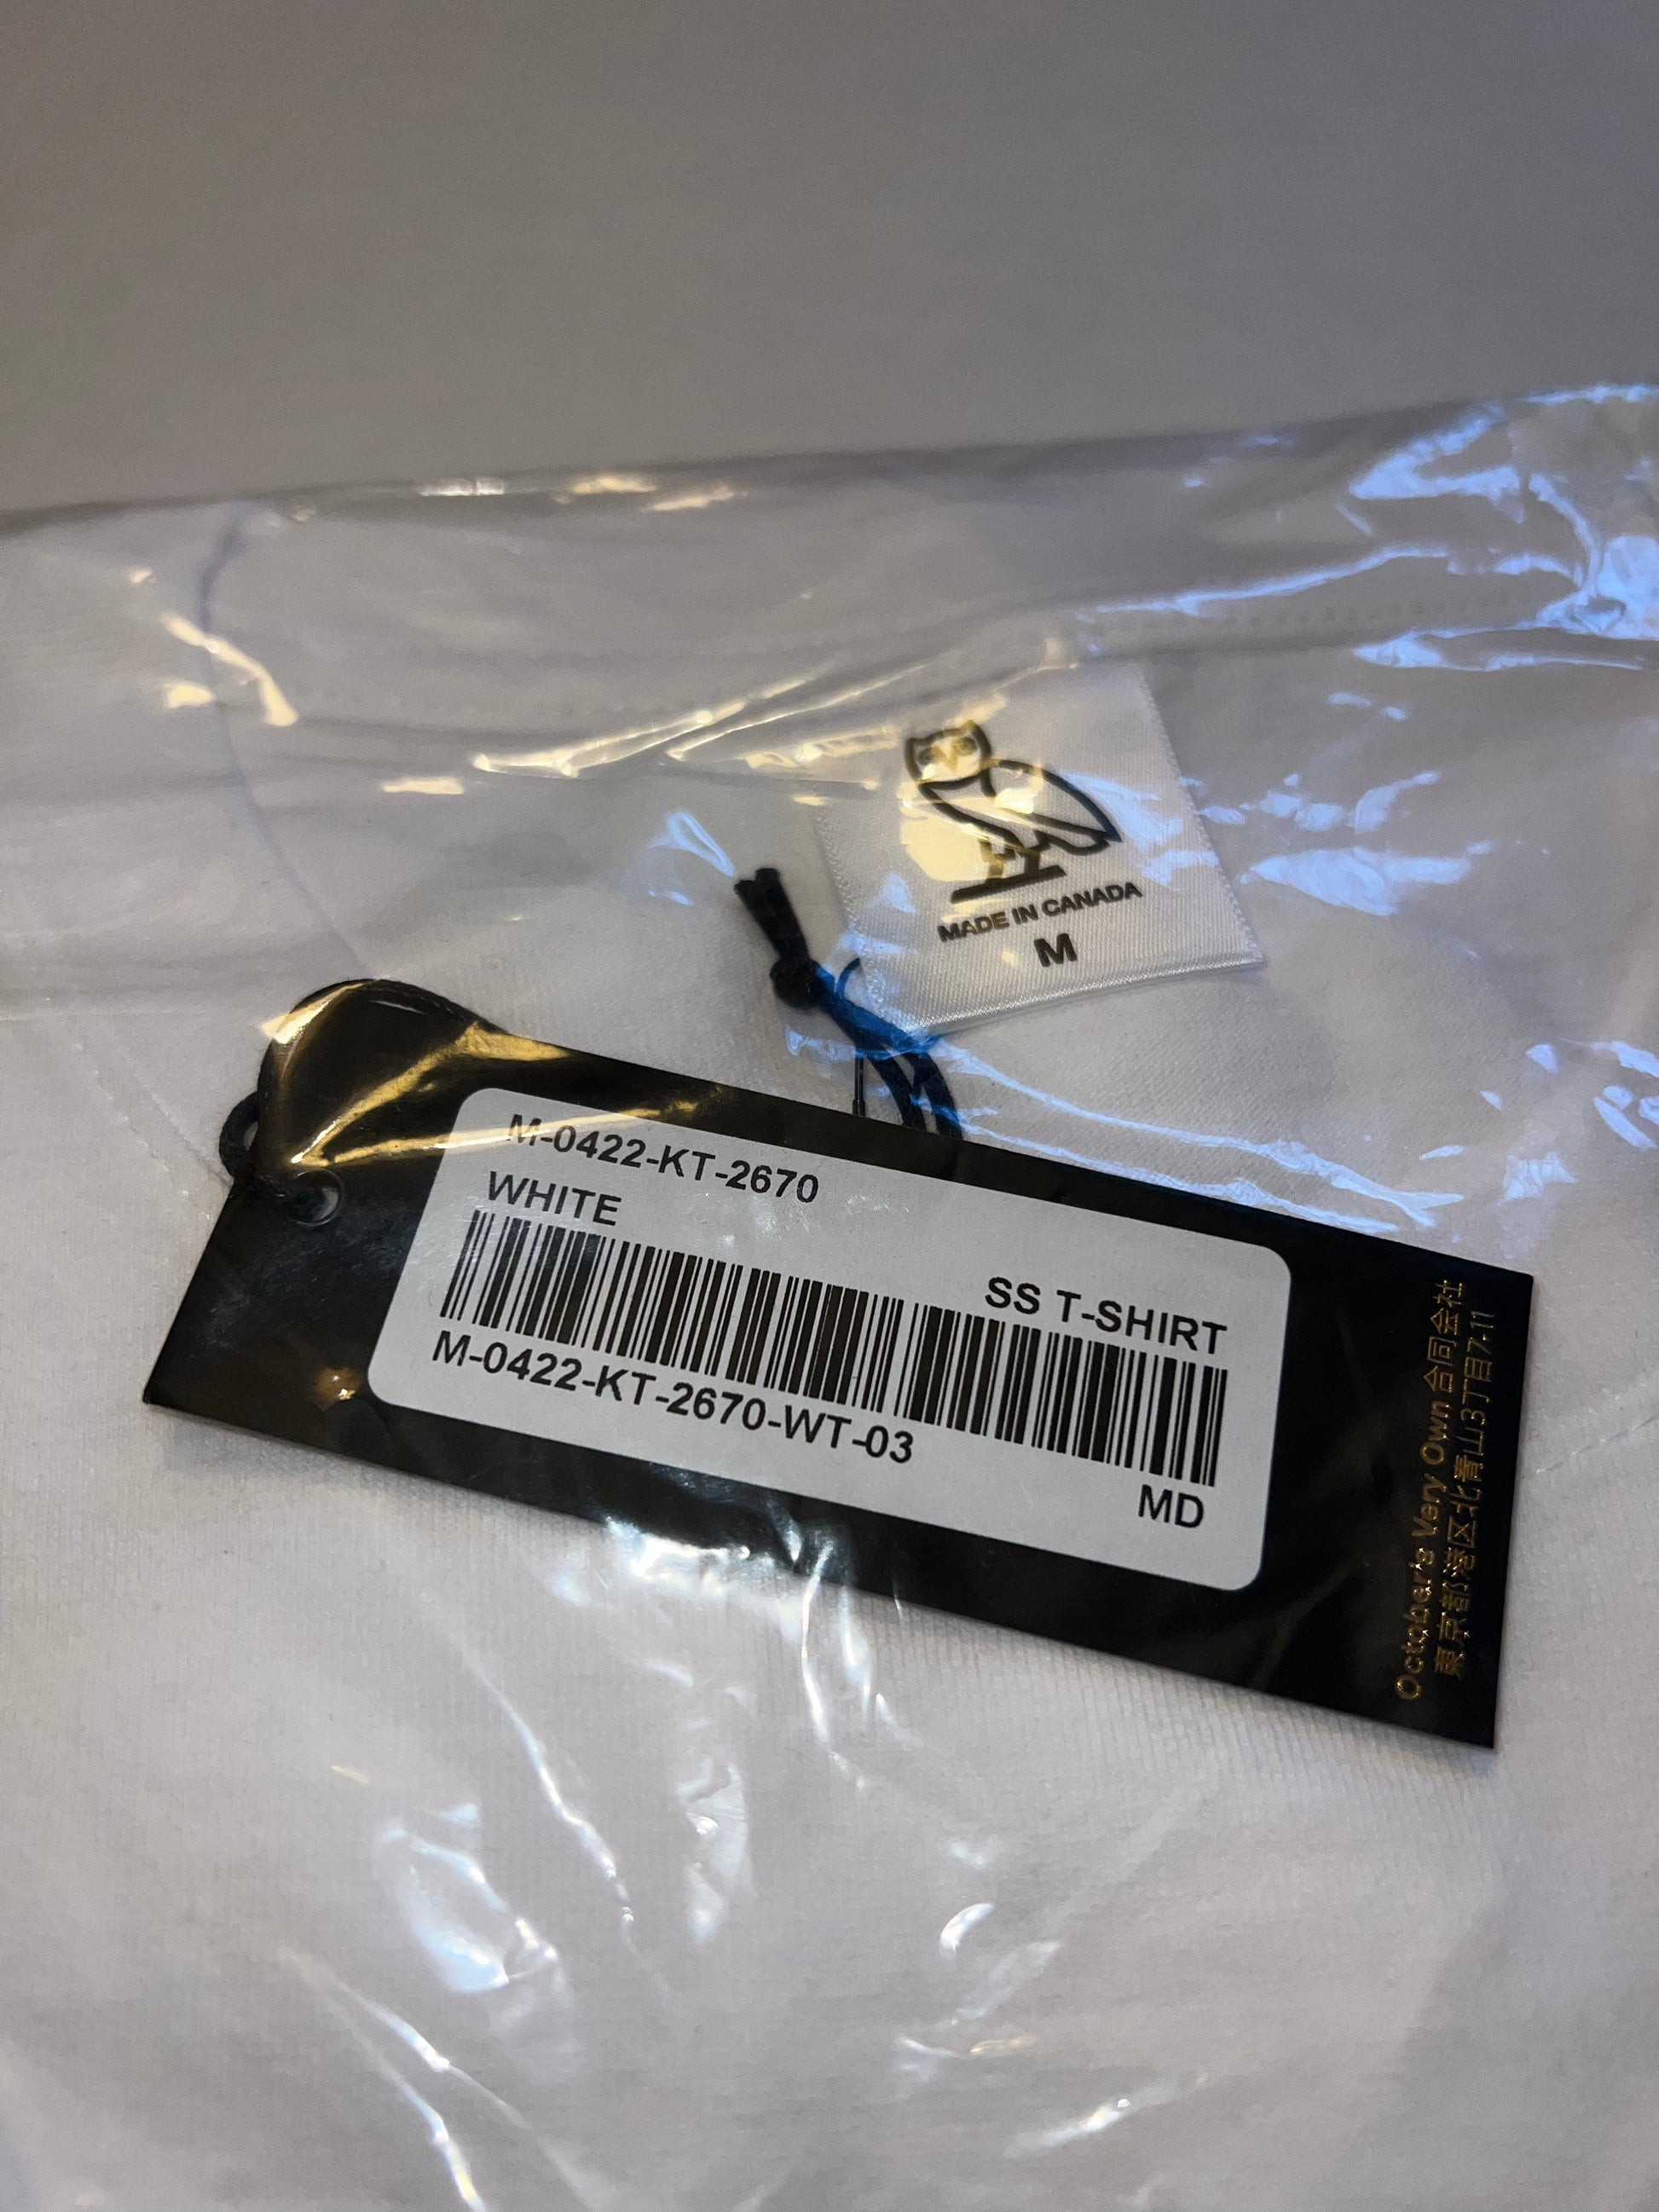 MADE IN CANADA
M
M-0422-KT-2670
WHITE
SS T-SHIRT
M-0422-KT-2670-WT-03
MD
October's Very Own 合同会社
東京都港区北青山3丁目7-11